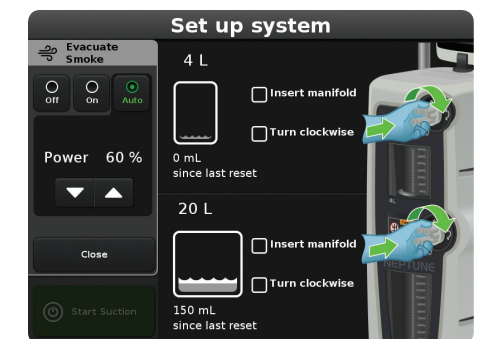 Set up system
Evacuate
Smoke
Off
On
Auto
Power 60 %
Close
Start Suction
4 L
Insert manifold
Turn clockwise
0 mL
since last reset
20 L
Insert manifold
Turn clockwise
150 mL
since last reset
4L
NEPTUNE